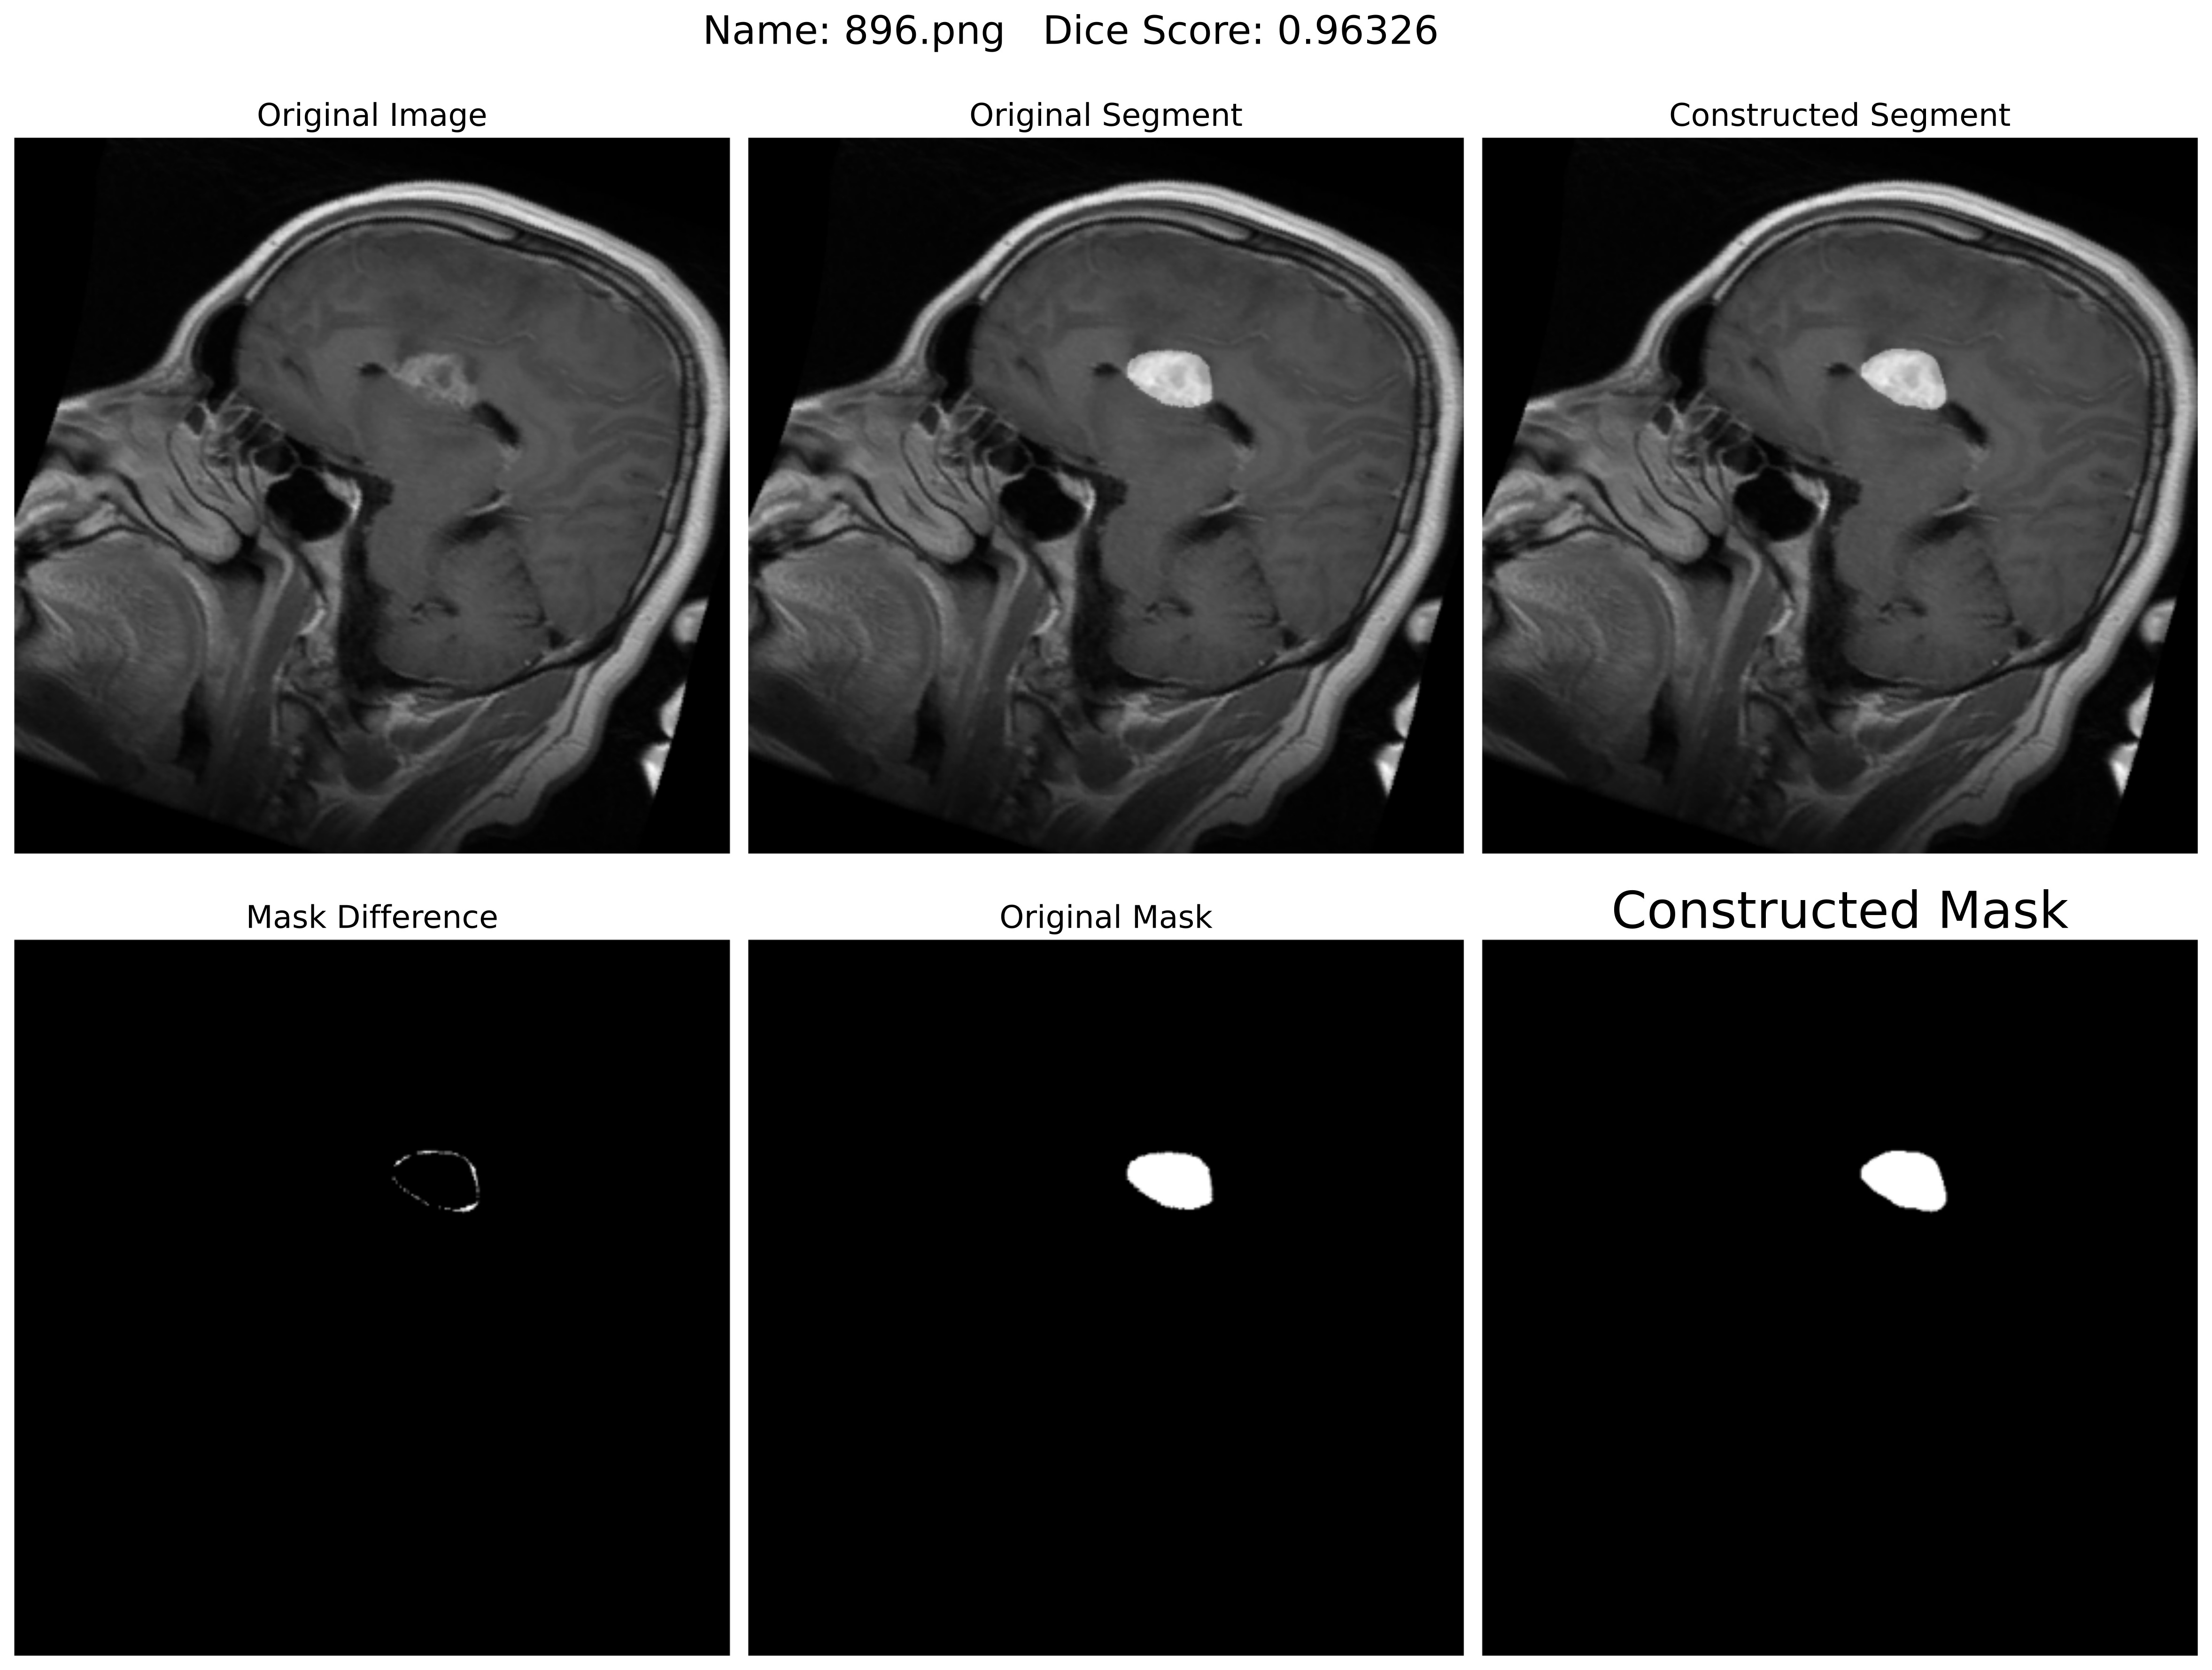 Name: 896.png   Dice Score: 0.96326
Original Image
Original Segment
Constructed Segment
Mask Difference
Original Mask
Constructed Mask